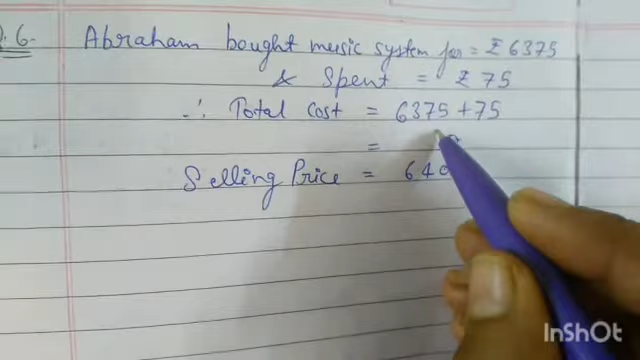 Q.6.
Abraham bought music system for = ₹ 6375
& Spent = ₹ 75
∴ Total cost = 6375 + 75
=
Selling Price = 640
InShOt